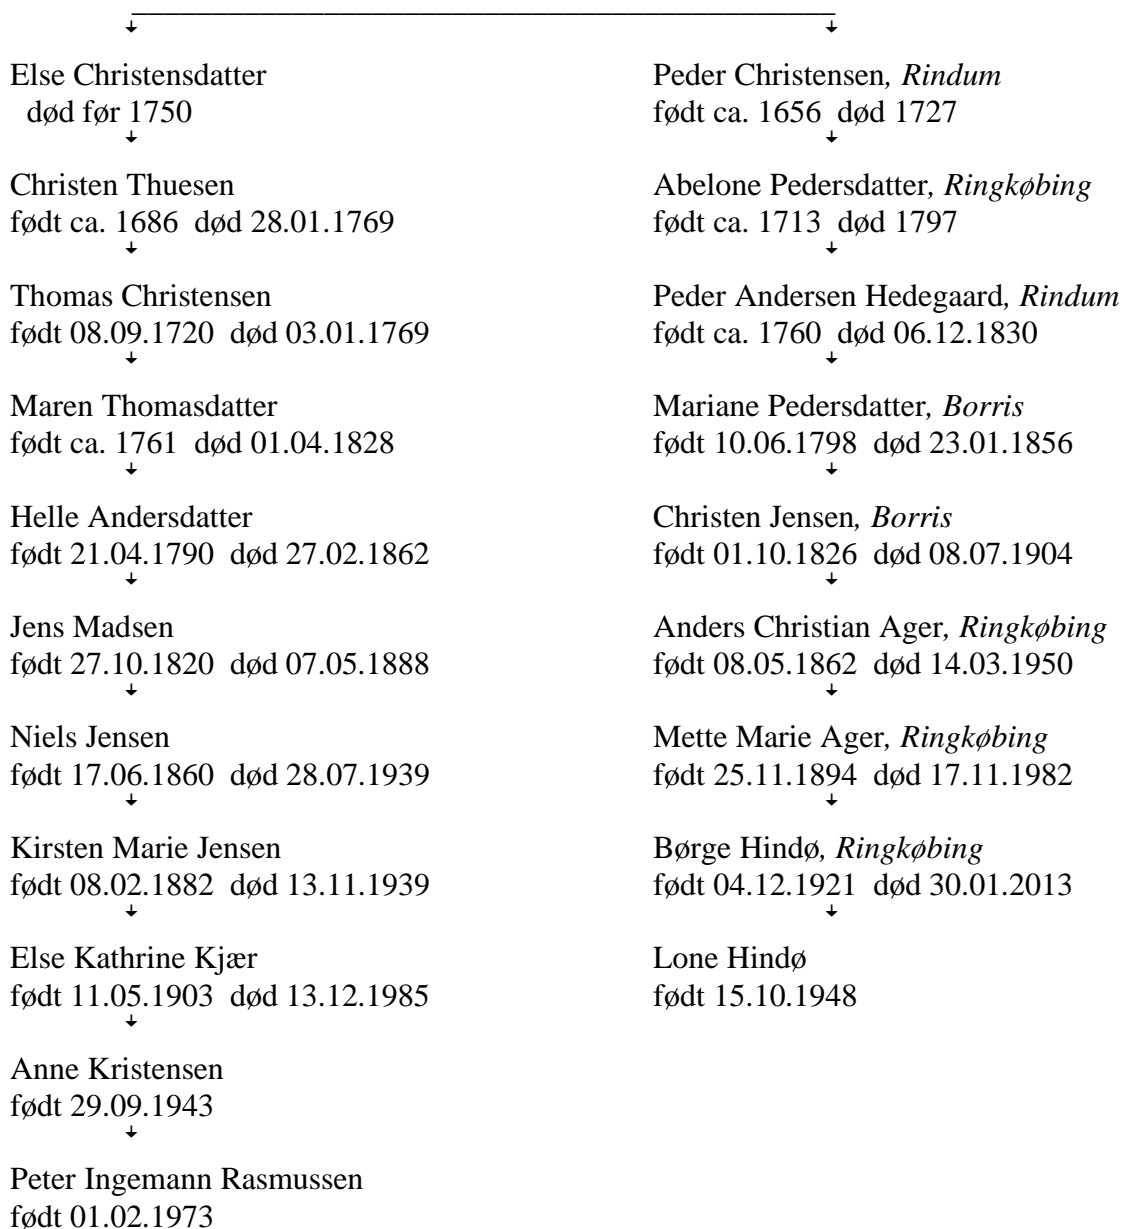 Else Christensdatter
død før 1750
Christen Thuesen
født ca. 1686  død 28.01.1769
Thomas Christensen
født 08.09.1720  død 03.01.1769
Maren Thomasdatter
født ca. 1761  død 01.04.1828
Helle Andersdatter
født 21.04.1790  død 27.02.1862
Jens Madsen
født 27.10.1820  død 07.05.1888
Niels Jensen
født 17.06.1860  død 28.07.1939
Kirsten Marie Jensen
født 08.02.1882  død 13.11.1939
Else Kathrine Kjær
født 11.05.1903  død 13.12.1985
Anne Kristensen
født 29.09.1943
Peter Ingemann Rasmussen
født 01.02.1973
Peder Christensen, Rindum
født ca. 1656  død 1727
Abelone Pedersdatter, Ringkøbing
født ca. 1713  død 1797
Peder Andersen Hedegaard, Rindum
født ca. 1760  død 06.12.1830
Mariane Pedersdatter, Borris
født 10.06.1798  død 23.01.1856
Christen Jensen, Borris
født 01.10.1826  død 08.07.1904
Anders Christian Ager, Ringkøbing
født 08.05.1862  død 14.03.1950
Mette Marie Ager, Ringkøbing
født 25.11.1894  død 17.11.1982
Børge Hindø, Ringkøbing
født 04.12.1921  død 30.01.2013
Lone Hindø
født 15.10.1948